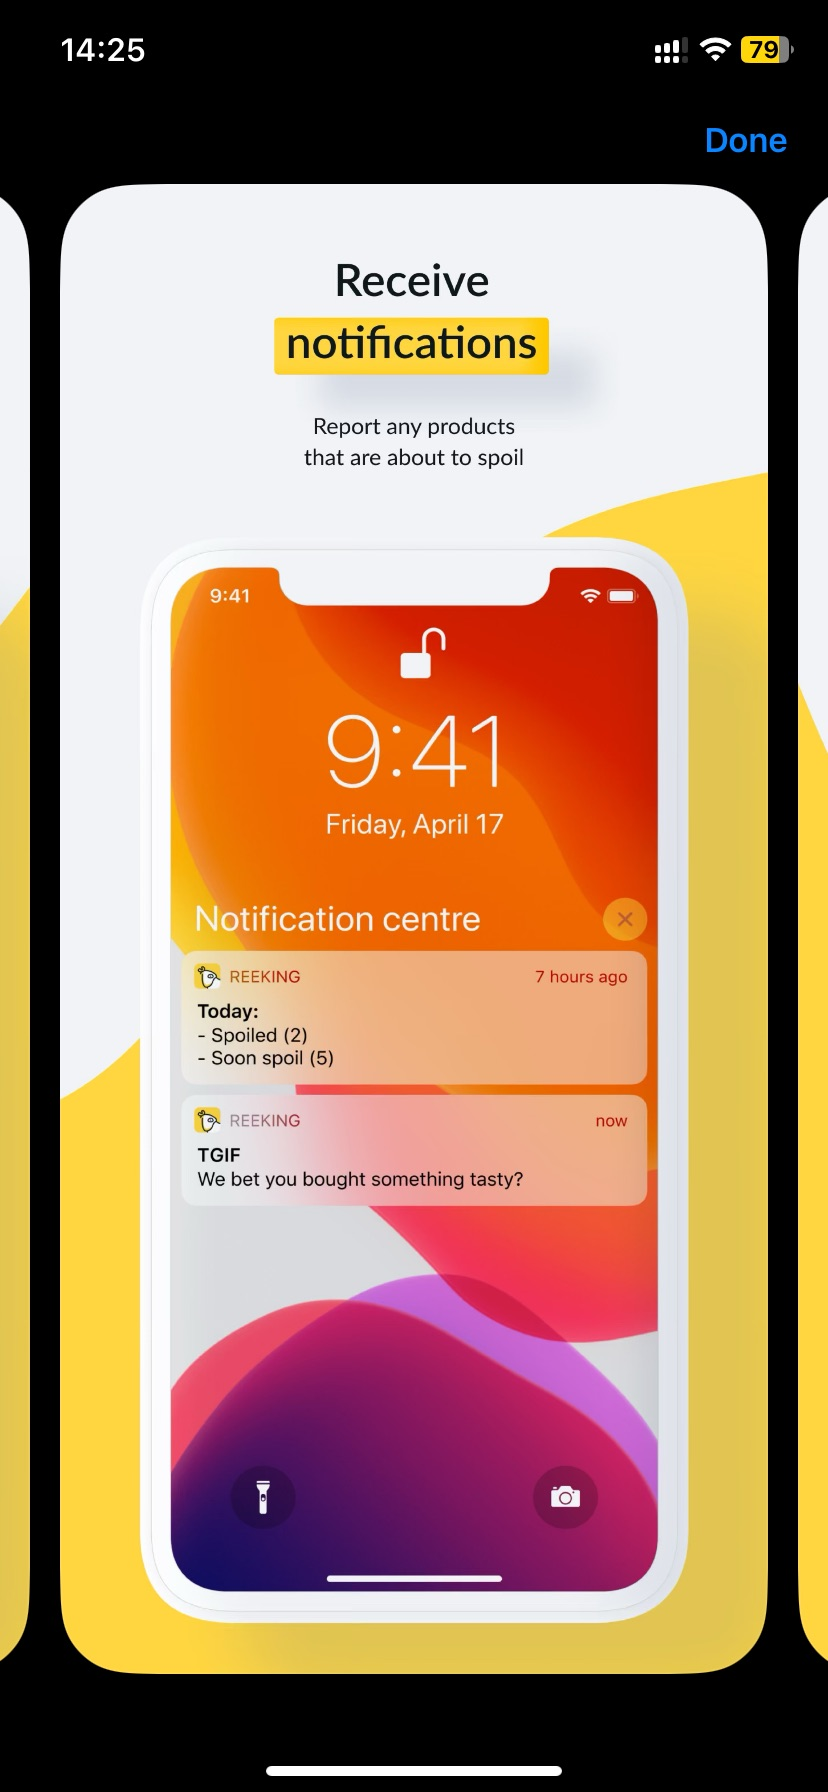 14:25
79
Done
Receive
notifications
Report any products
that are about to spoil
9:41
9:41
Friday, April 17
Notification centre
REEKING 7 hours ago
Today:
- Spoiled (2)
- Soon spoil (5)
REEKING now
TGIF
We bet you bought something tasty?